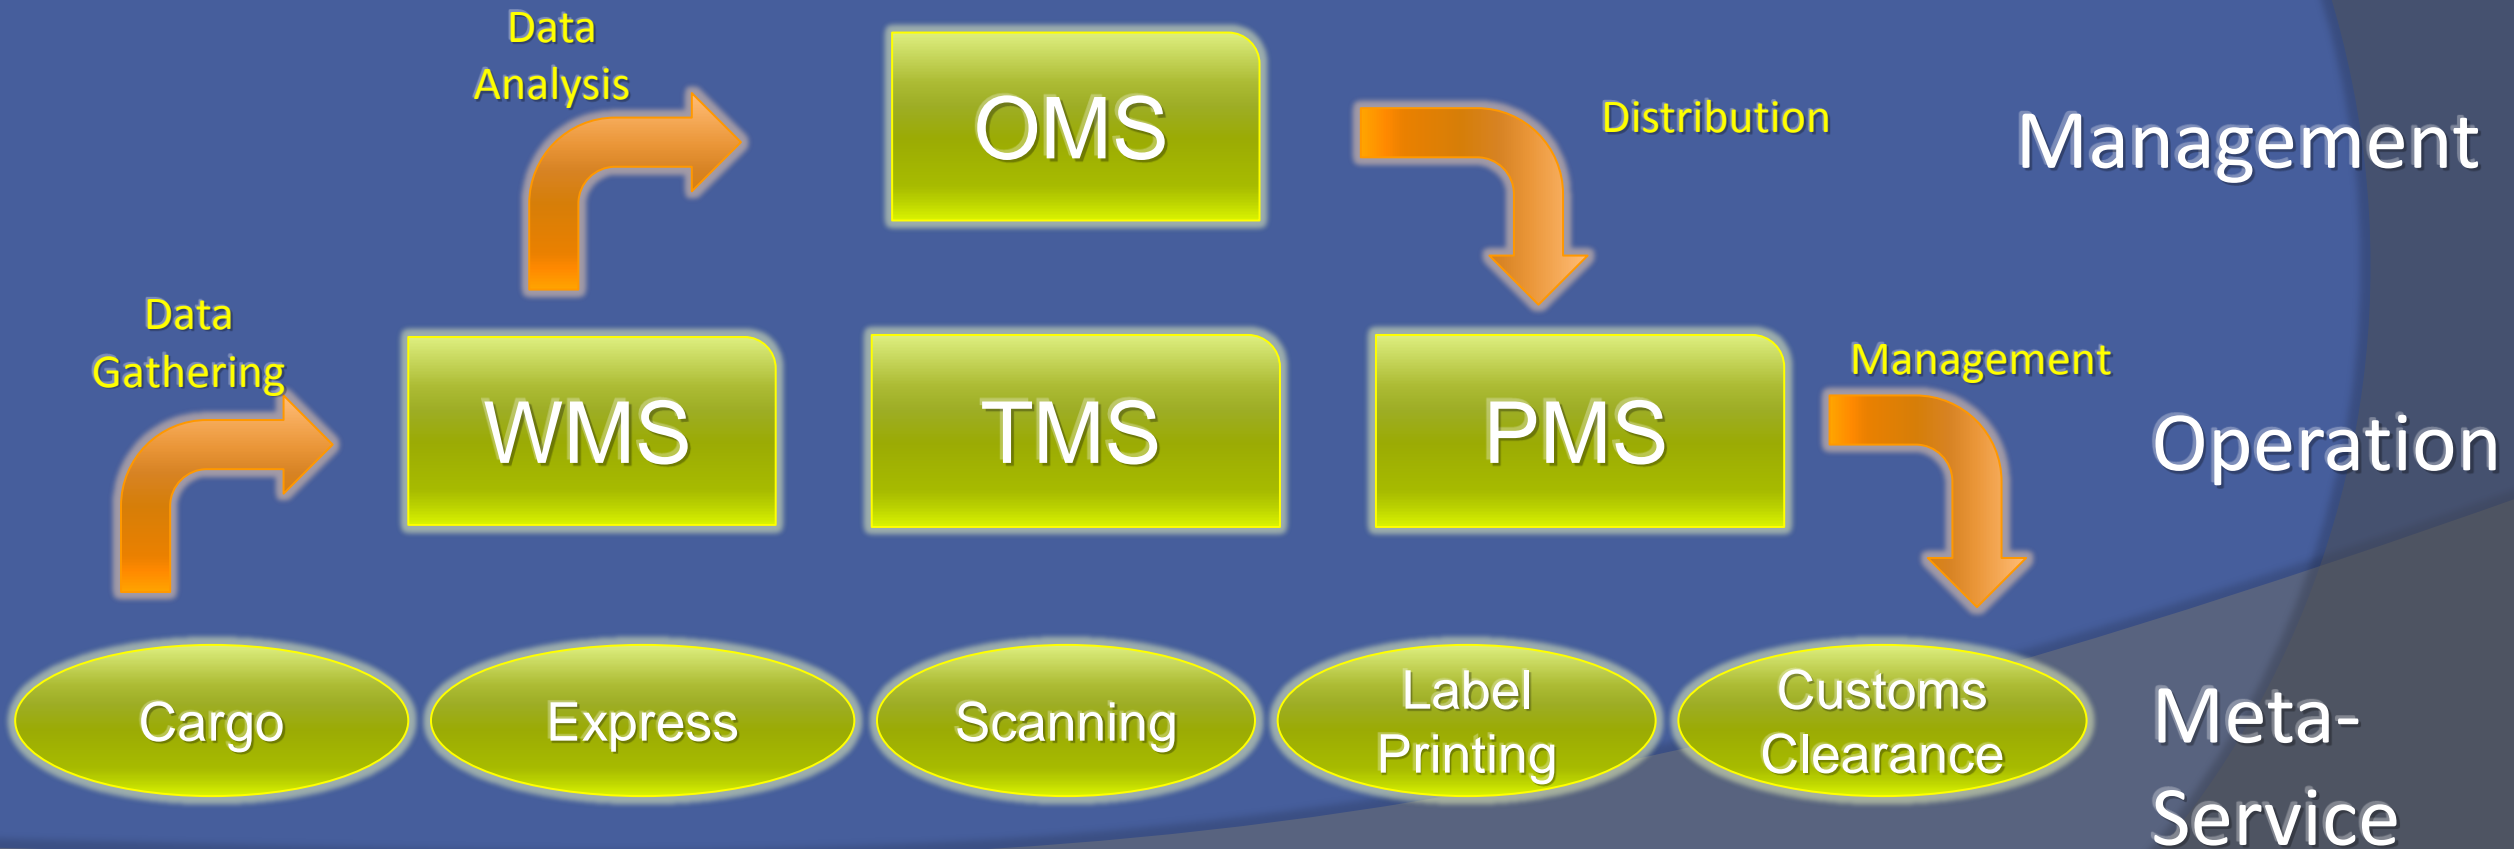 Data
Analysis
OMS
Distribution
Management
Data
Gathering
WMS
TMS
PMS
Management
Operation
Cargo
Express
Scanning
Label
Printing
Customs
Clearance
Meta-
Service